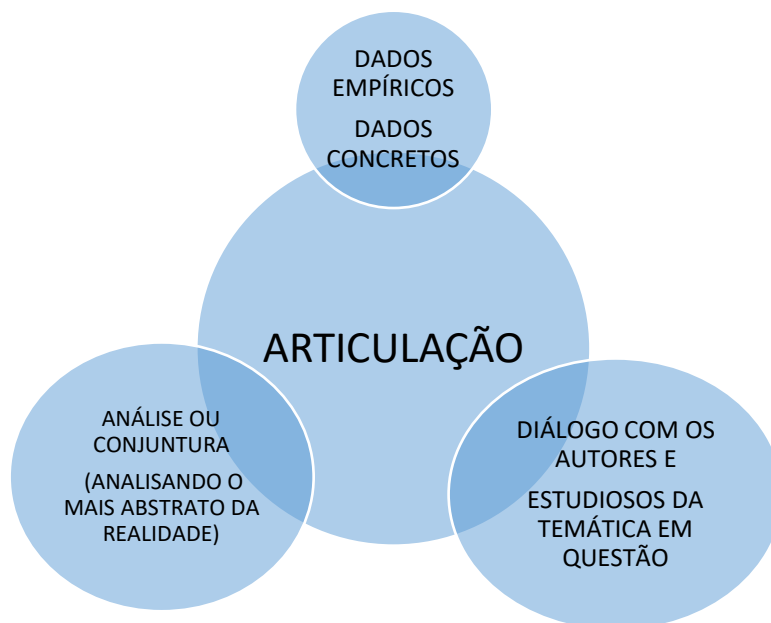 DADOS
EMPÍRICOS
DADOS
CONCRETOS
ARTICULAÇÃO
ANÁLISE OU
CONJUNTURA
(ANALISANDO O
MAIS ABSTRATO DA
REALIDADE)
DIÁLOGO COM OS
AUTORES E
ESTUDIOSOS DA
TEMÁTICA EM
QUESTÃO